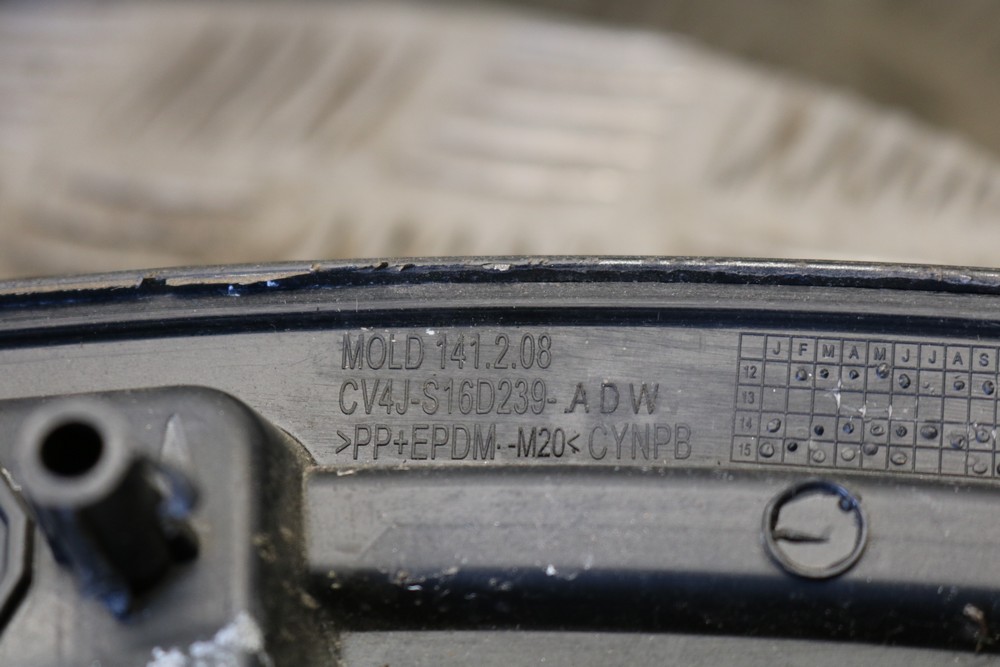 MOLD 141.2.08
CV4J-S16D239- A D W
>PP+EPDM--M20< CYNPB
J F M A M J J A S
12
13
14
15